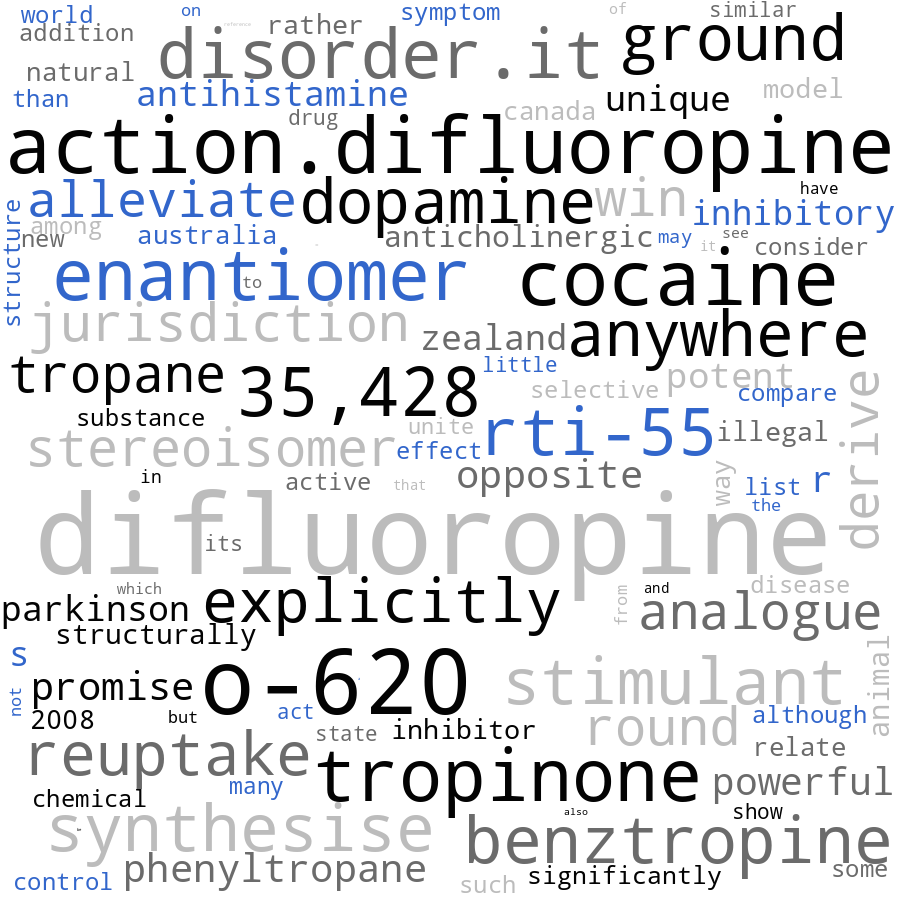 world on reference rather symptom of similar
addition disorder.it ground
natural
than antihistamine canada unique model
drug
action.difluoropine
alleviate dopamine win have
inhibitory
structure among new australia anticholinergic may it see consider
enantiomer to cocaine
jurisdiction zealand anywhere
tropane 35,428 little
selective potent compare derive
substance unite rti-55 illegal
stereoisomer effect
in active that opposite way list r
the
difluoropine
its
which from and disease
parkinson explicitly analogue
structurally
s
promise o-620 stimulant animal
not 2008 but act although
state inhibitor round relate
reuptake
many tropinone powerful
chemical also show
synthesise benztropine
phenyltropane some
control such significantly